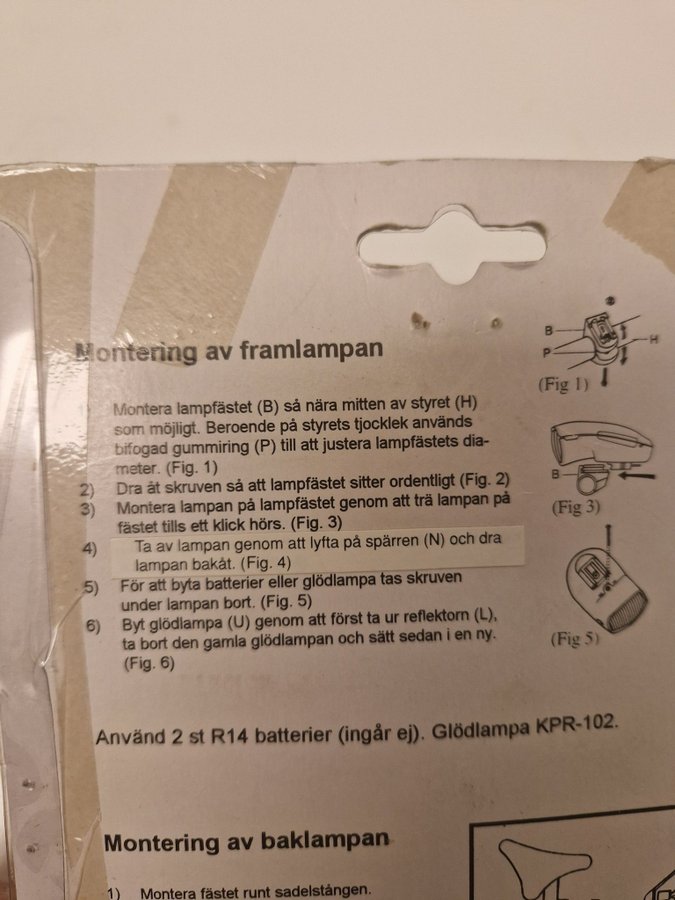 Montering av framlampan
Montera lampfästet (B) så nära mitten av styret (H)
som möjligt. Beroende på styrets tjocklek används
bifogad gummiring (P) till att justera lampfästets dia-
meter. (Fig. 1)
2) Dra åt skruven så att lampfästet sitter ordentligt (Fig. 2)
3) Montera lampan på lampfästet genom att trä lampan på
fästet tills ett klick hörs. (Fig. 3)
4) Ta av lampan genom att lyfta på spärren (N) och dra
lampan bakåt. (Fig. 4)
5) För att byta batterier eller glödlampa tas skruven
under lampan bort. (Fig. 5)
6) Byt glödlampa (U) genom att först ta ur reflektorn (L),
ta bort den gamla glödlampan och sätt sedan i en ny.
(Fig. 6)
Använd 2 st R14 batterier (ingår ej). Glödlampa KPR-102.
B
P
H
(Fig 1)
B
(Fig 3)
(Fig 5)
Montering av baklampan
1) Montera fästet runt sadelstången.